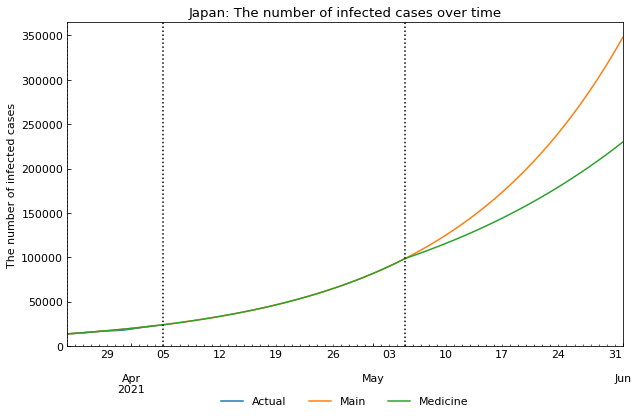 Japan: The number of infected cases over time
The number of infected cases
350000
300000
250000
200000
150000
100000
50000
0
29 05 12 19 26 03 10 17 24 31
Apr May Jun
2021
Actual Main Medicine